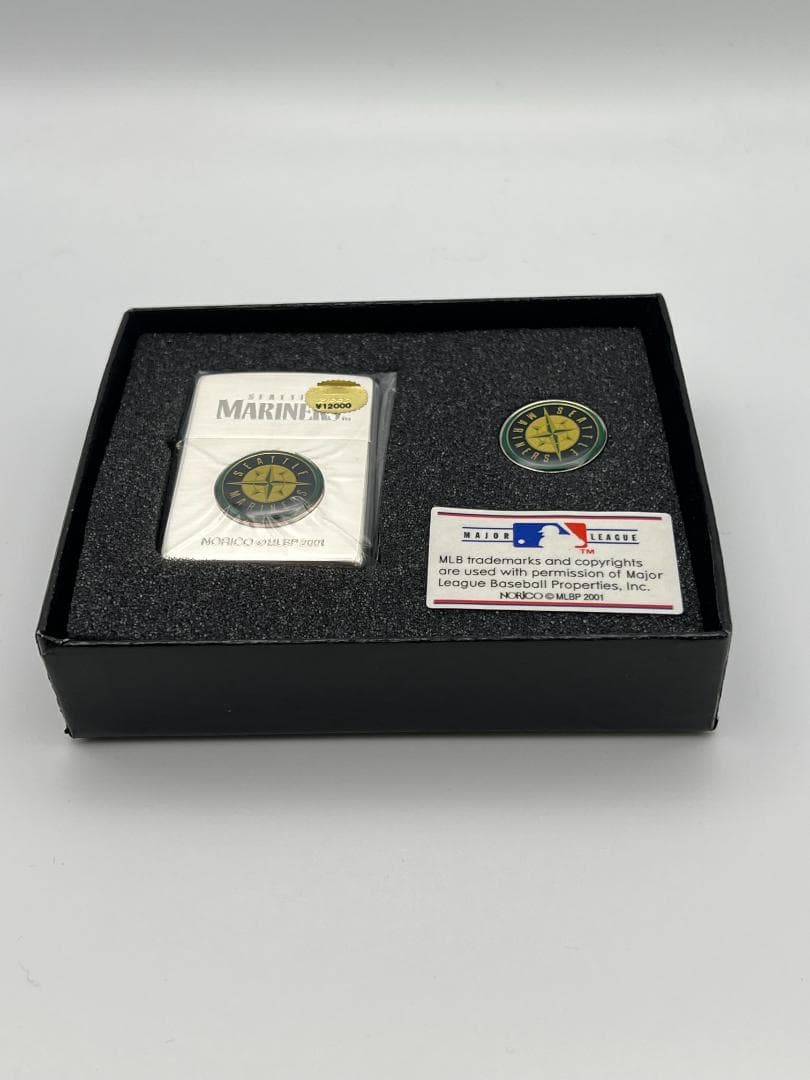 MARINERS
¥12000
SEATTLE
MARINERS
NORICO © MLBP 2001
SEATTLE
MARINERS
MAJOR LEAGUE
TM
MLB trademarks and copyrights
are used with permission of Major
League Baseball Properties, Inc.
NORICO © MLBP 2001